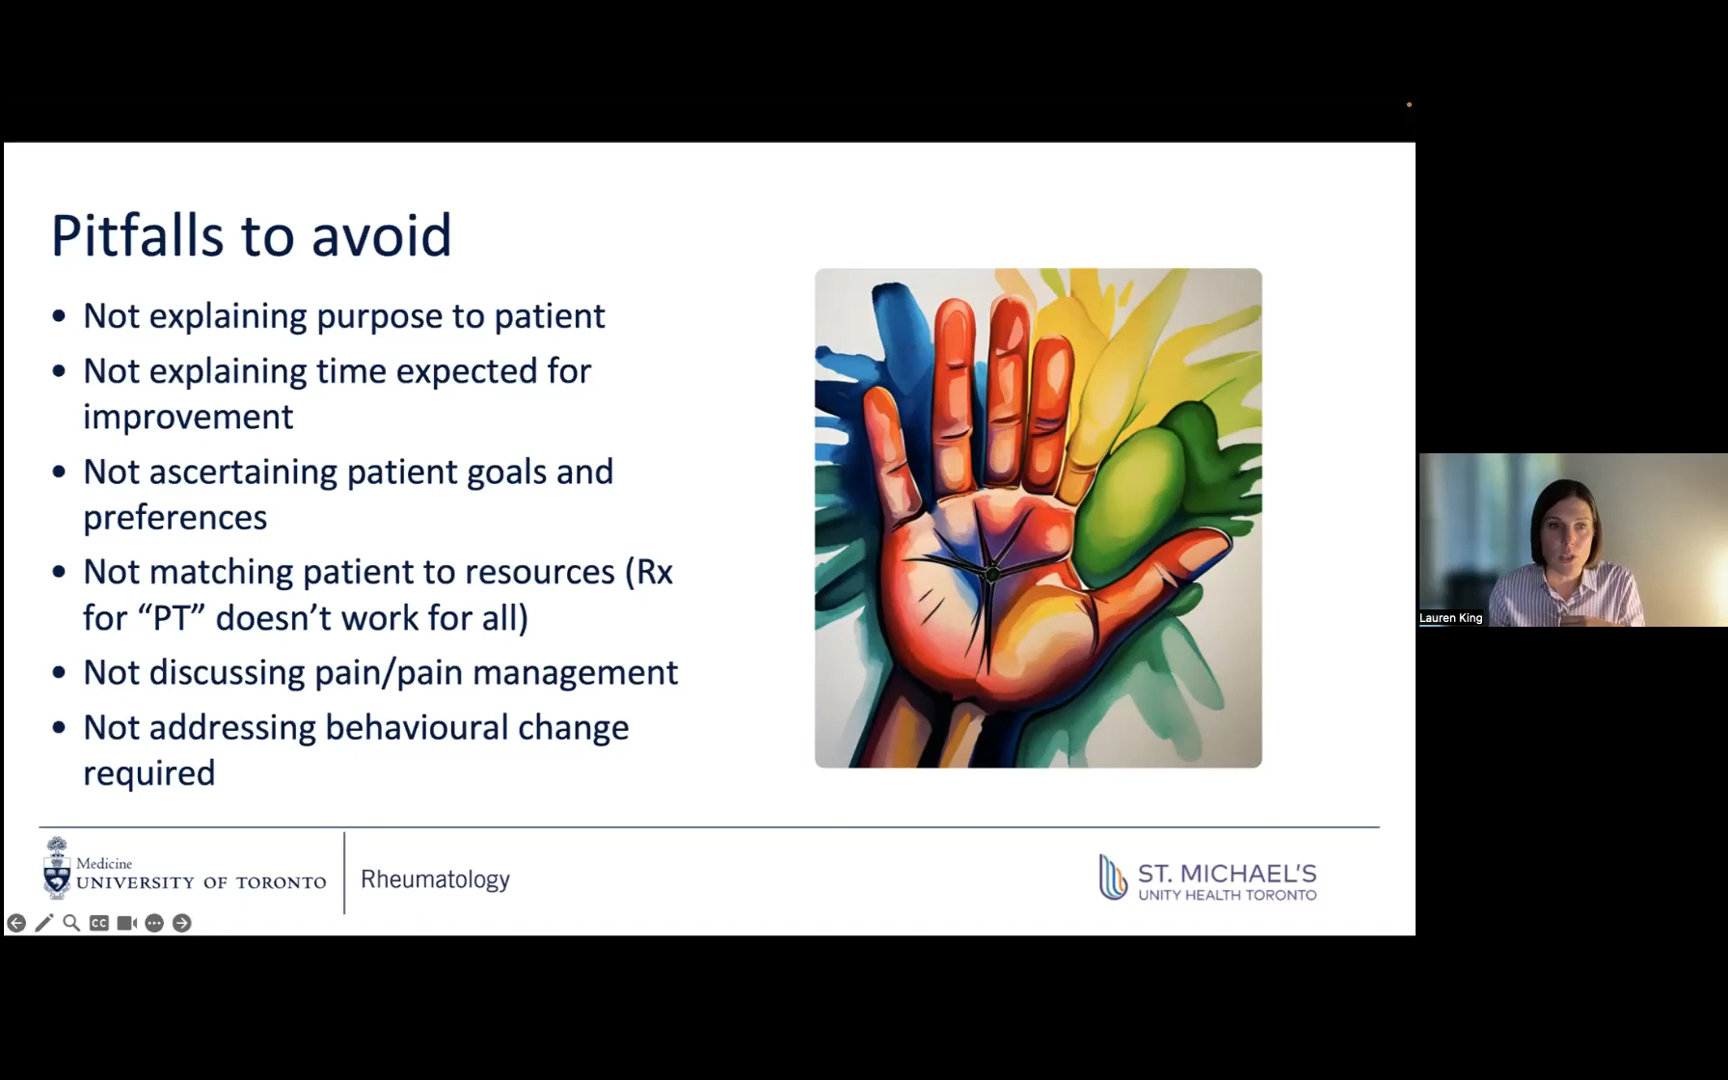 Pitfalls to avoid
• Not explaining purpose to patient
• Not explaining time expected for
improvement
• Not ascertaining patient goals and
preferences
• Not matching patient to resources (Rx
for “PT” doesn’t work for all)
• Not discussing pain/pain management
• Not addressing behavioural change
required
Medicine
UNIVERSITY OF TORONTO
Rheumatology
ST. MICHAEL'S
UNITY HEALTH TORONTO
CC
Lauren King